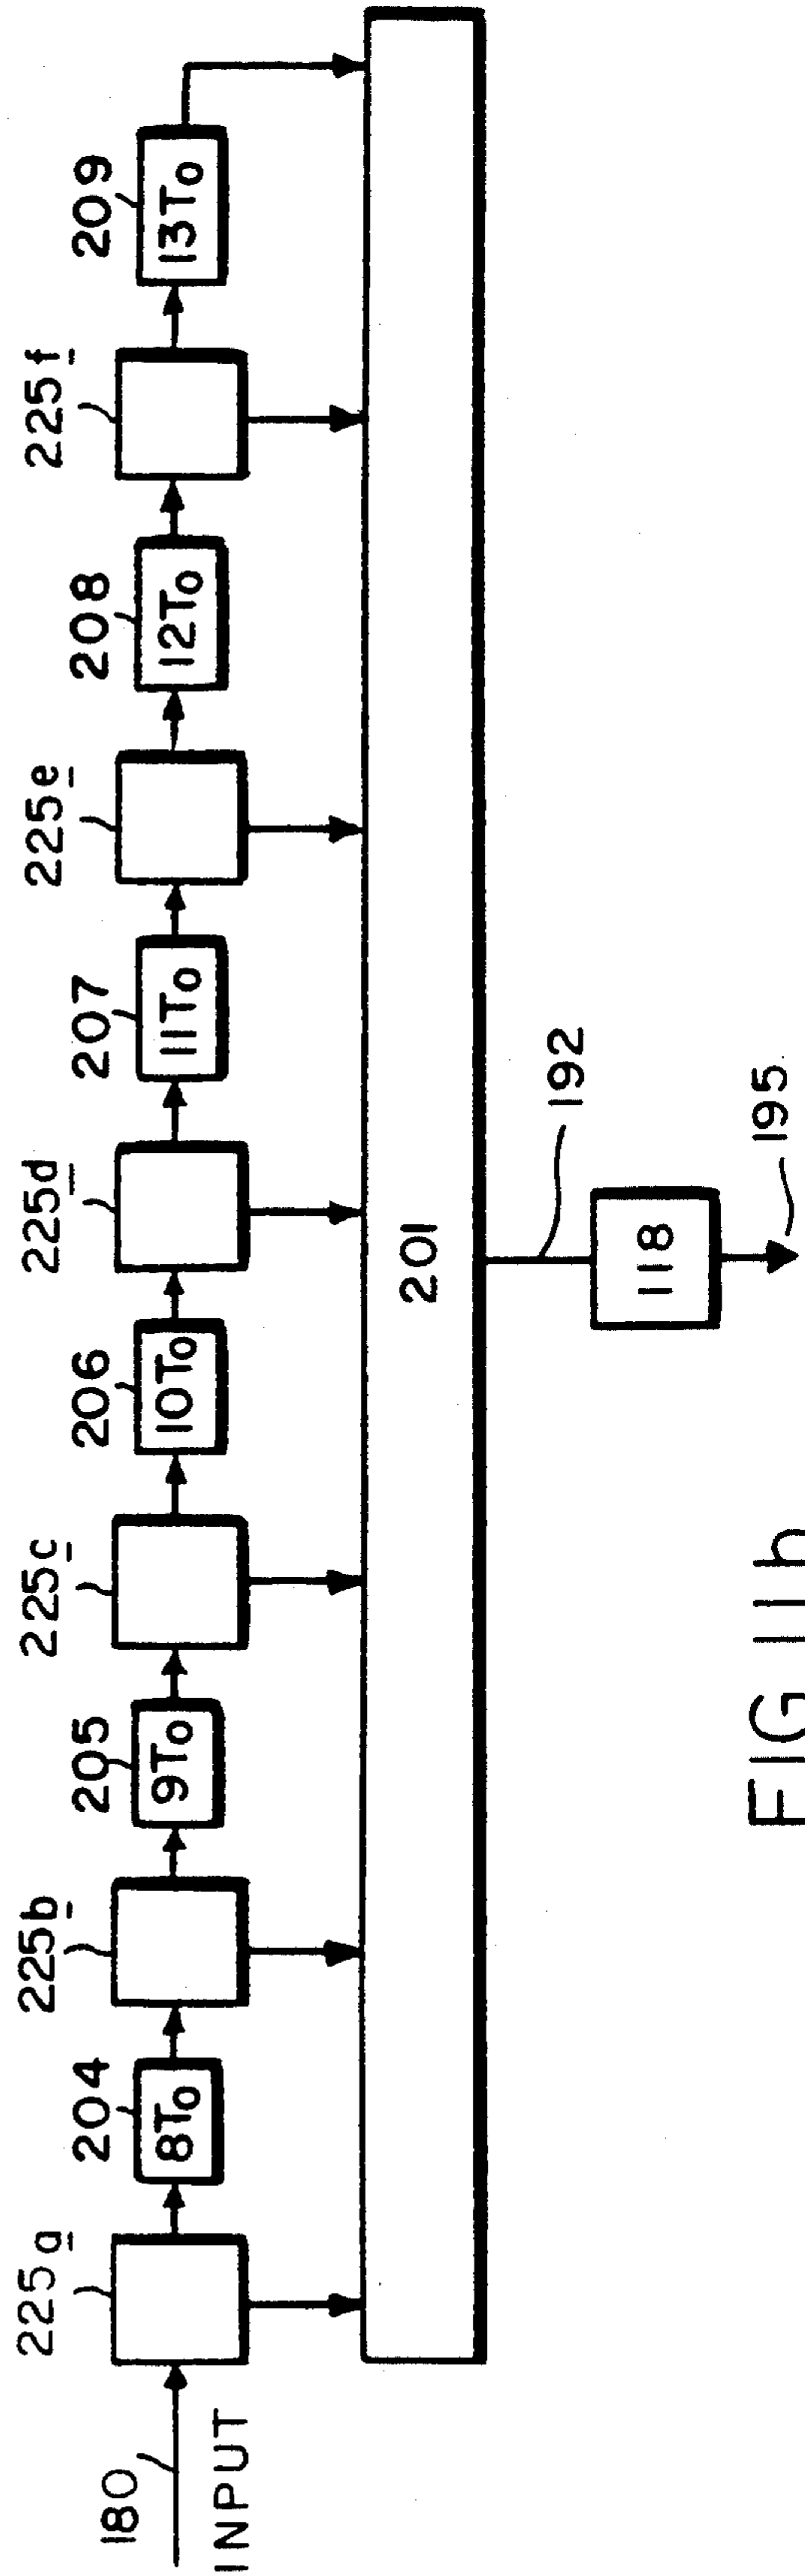 225a
225b
225c
225d
225e
225f
204
205
206
207
208
209
180
INPUT
8To
9To
10To
11To
12To
13To
201
192
118
195
FIG 11b